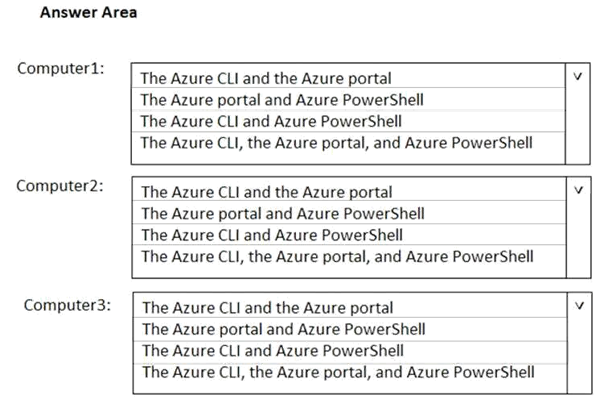 Answer Area
Computer1:
The Azure CLI and the Azure portal
The Azure portal and Azure PowerShell
The Azure CLI and Azure PowerShell
The Azure CLI, the Azure portal, and Azure PowerShell
Computer2:
The Azure CLI and the Azure portal
The Azure portal and Azure PowerShell
The Azure CLI and Azure PowerShell
The Azure CLI, the Azure portal, and Azure PowerShell
Computer3:
The Azure CLI and the Azure portal
The Azure portal and Azure PowerShell
The Azure CLI and Azure PowerShell
The Azure CLI, the Azure portal, and Azure PowerShell